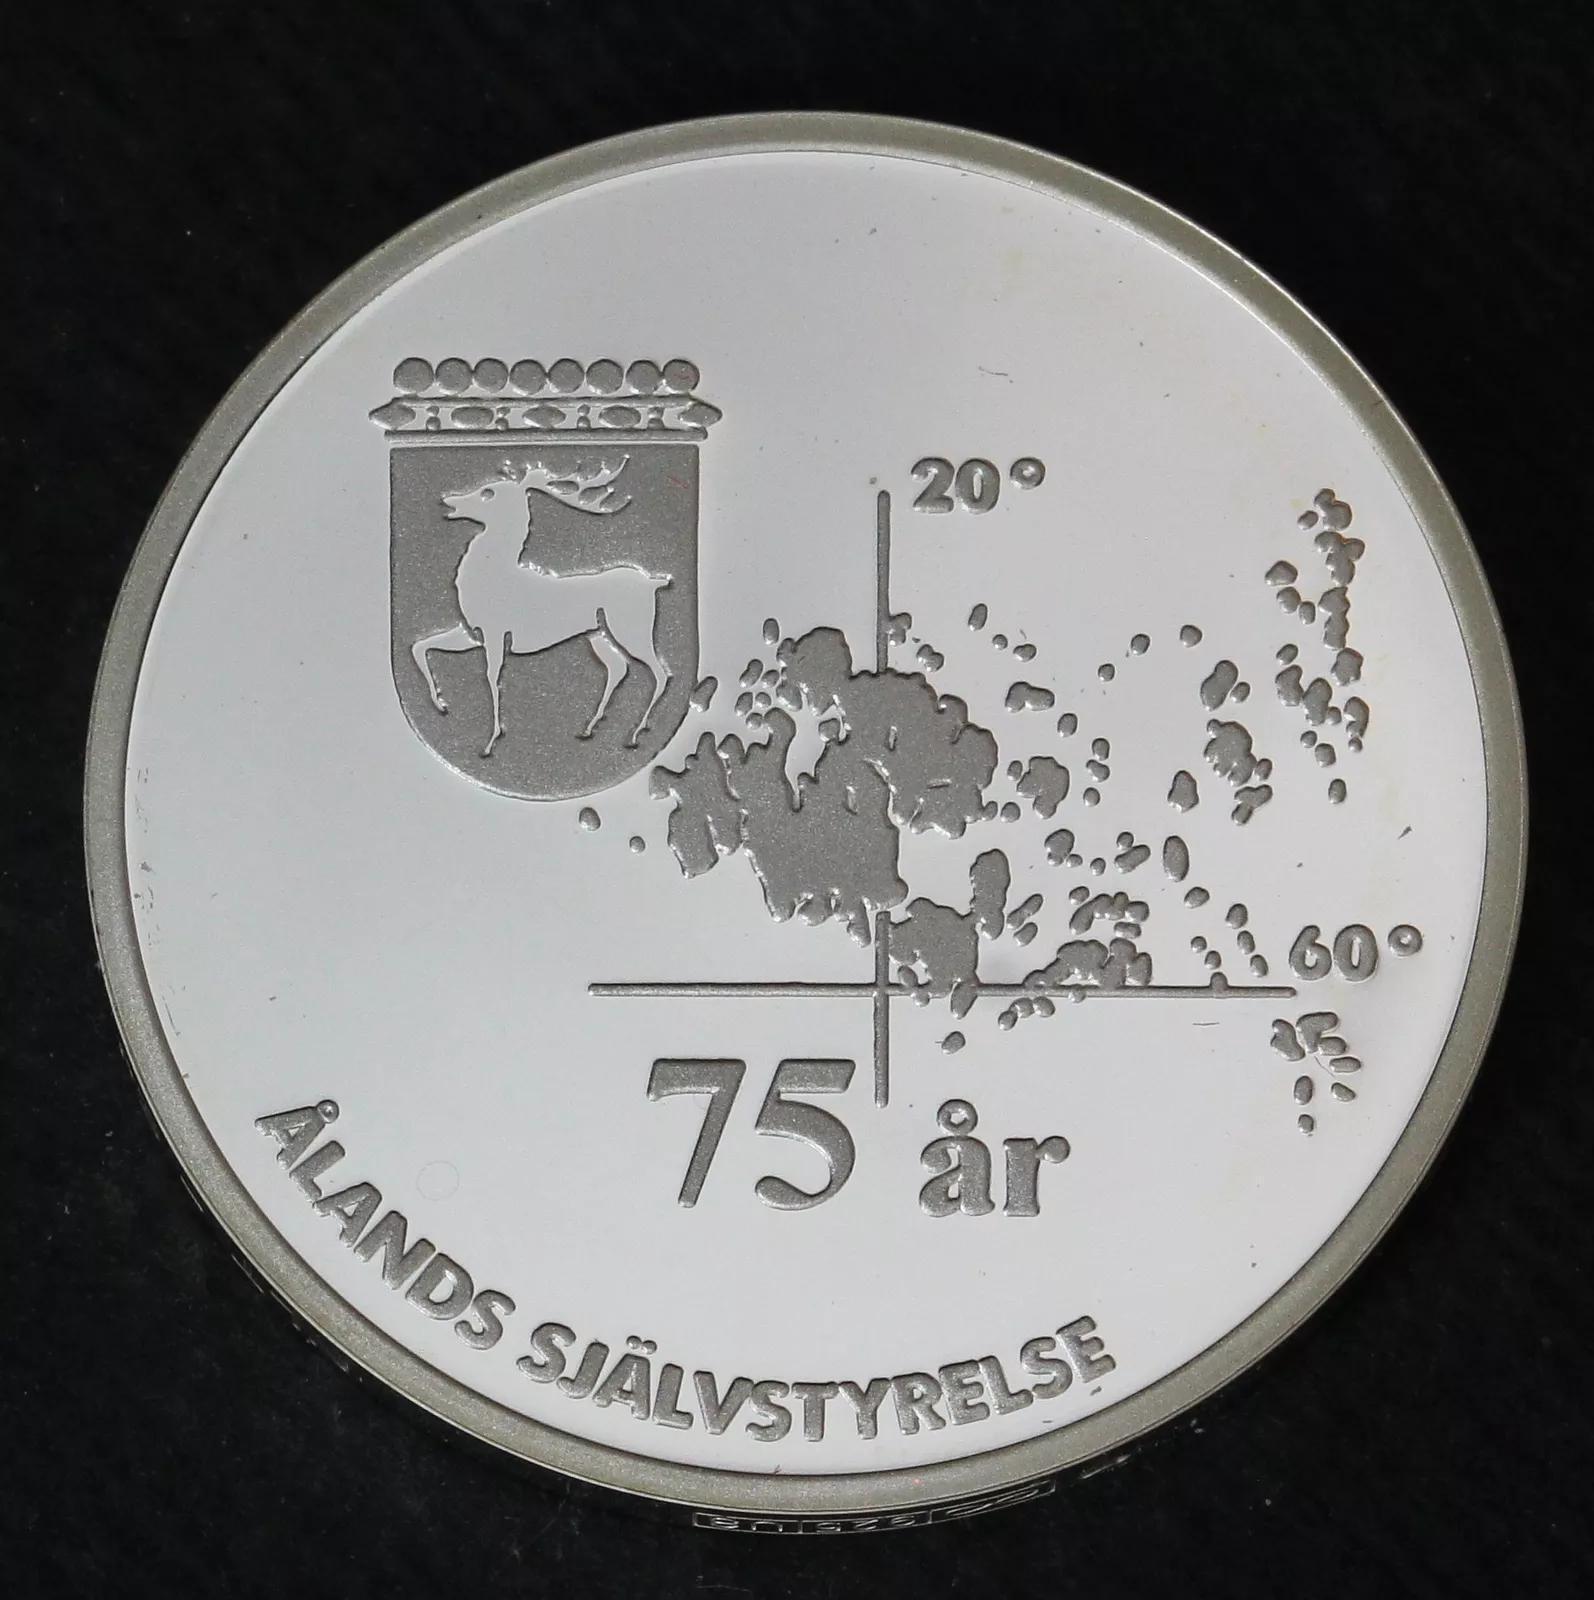 20°
60°
75 år
ÅLANDS SJÄLVSTYRELSE